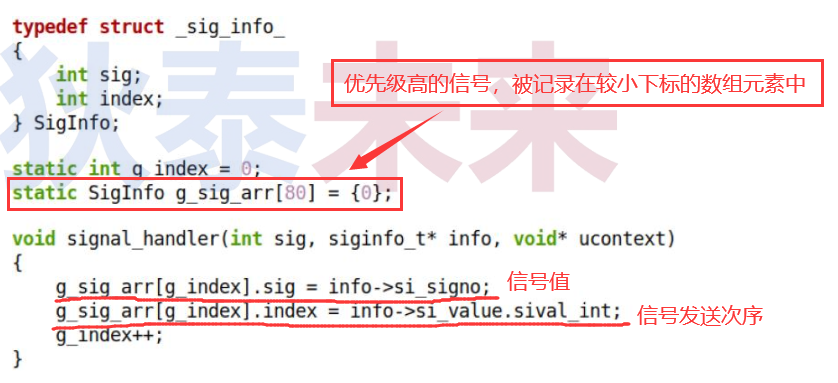 typedef struct _sig_info_
{
int sig;
int index;
} SigInfo;
优先级高的信号，被记录在较小下标的数组元素中
狄泰未来
static int g_index = 0;
static SigInfo g_sig_arr[80] = {0};
void signal_handler(int sig, siginfo_t* info, void* ucontext)
{
g_sig_arr[g_index].sig = info->si_signo; 信号值
g_sig_arr[g_index].index = info->si_value.sival_int; 信号发送次序
g_index++;
}